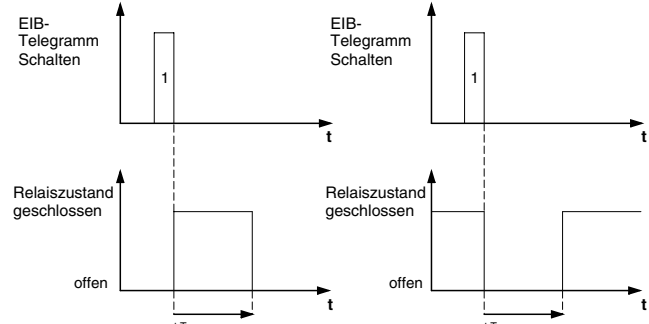 EIB-
Telegramm
Schalten
1
t
EIB-
Telegramm
Schalten
1
t
Relaiszustand
geschlossen
offen
t
Relaiszustand
geschlossen
offen
t